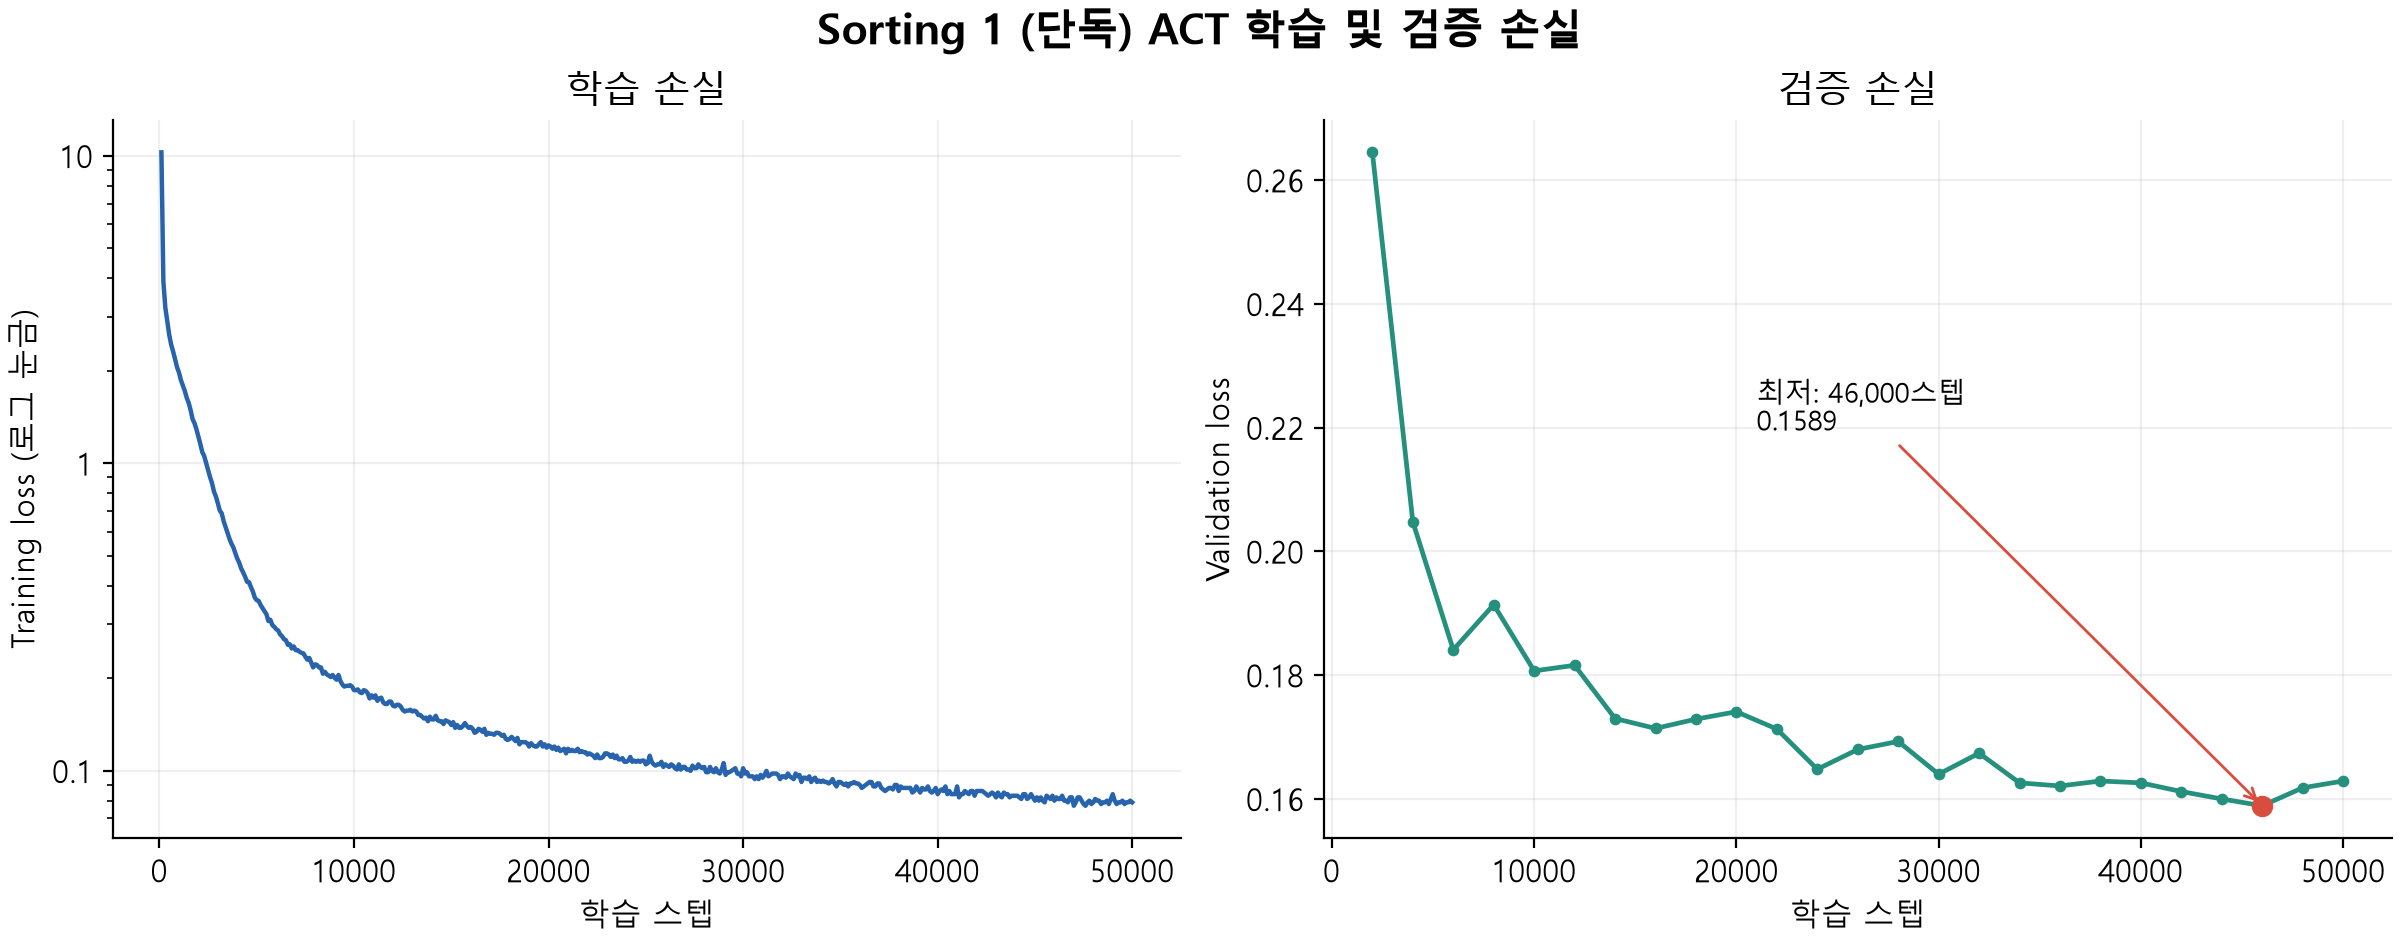 Sorting 1 (단독) ACT 학습 및 검증 손실
학습 손실
Training loss (로그 눈금)
10
1
0.1
0
10000
20000
30000
40000
50000
학습 스텝
검증 손실
Validation loss
0.26
0.24
0.22
0.20
0.18
0.16
최저: 46,000스텝
0.1589
0
10000
20000
30000
40000
50000
학습 스텝